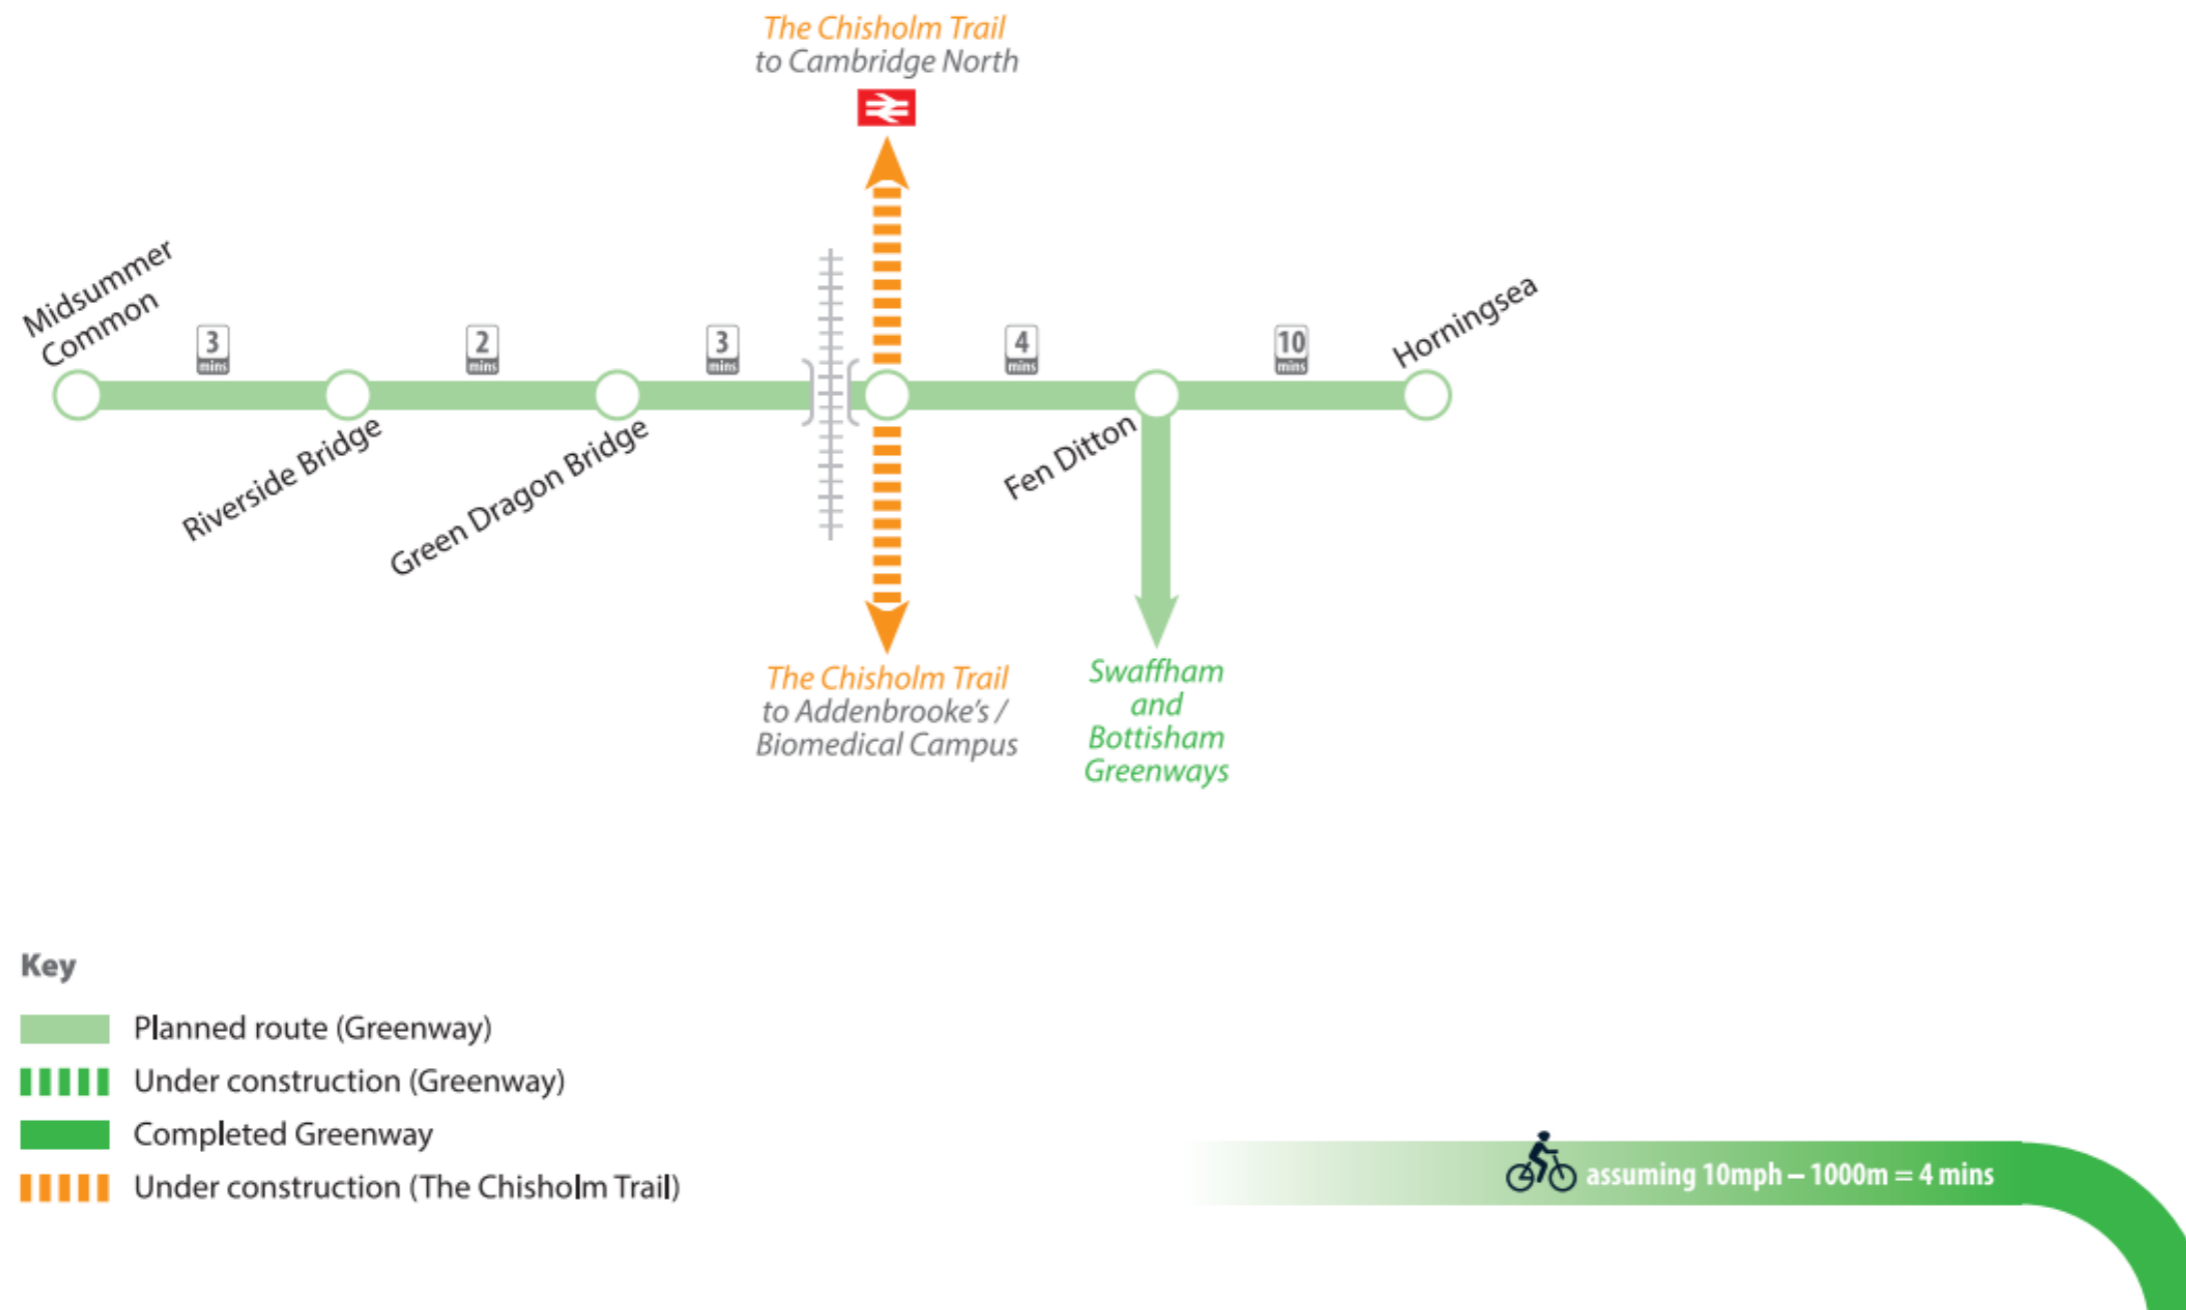 The Chisholm Trail
to Cambridge North
Midsummer
Common
3
mins
2
mins
3
mins
4
mins
10
mins
Horningsea
Riverside Bridge
Green Dragon Bridge
Fen Ditton
The Chisholm Trail
to Addenbrooke's /
Biomedical Campus
Swaffham
and
Bottisham
Greenways
Key
Planned route (Greenway)
Under construction (Greenway)
Completed Greenway
Under construction (The Chisholm Trail)
assuming 10mph – 1000m = 4 mins